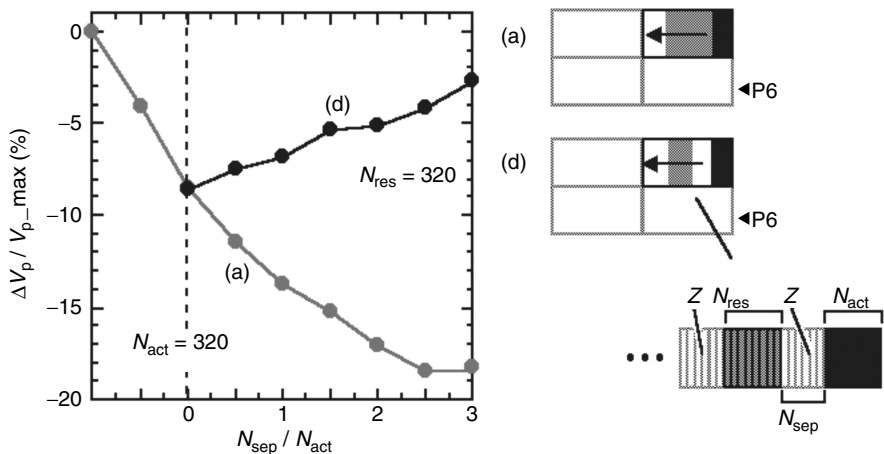 0
−5
−10
−15
−20
ΔVp / Vp_max (%)
(d)
Nres = 320
(a)
Nact = 320
0
1
2
3
Nsep / Nact
(a)
P6
(d)
P6
Z
Nres
Z
Nact
Nsep